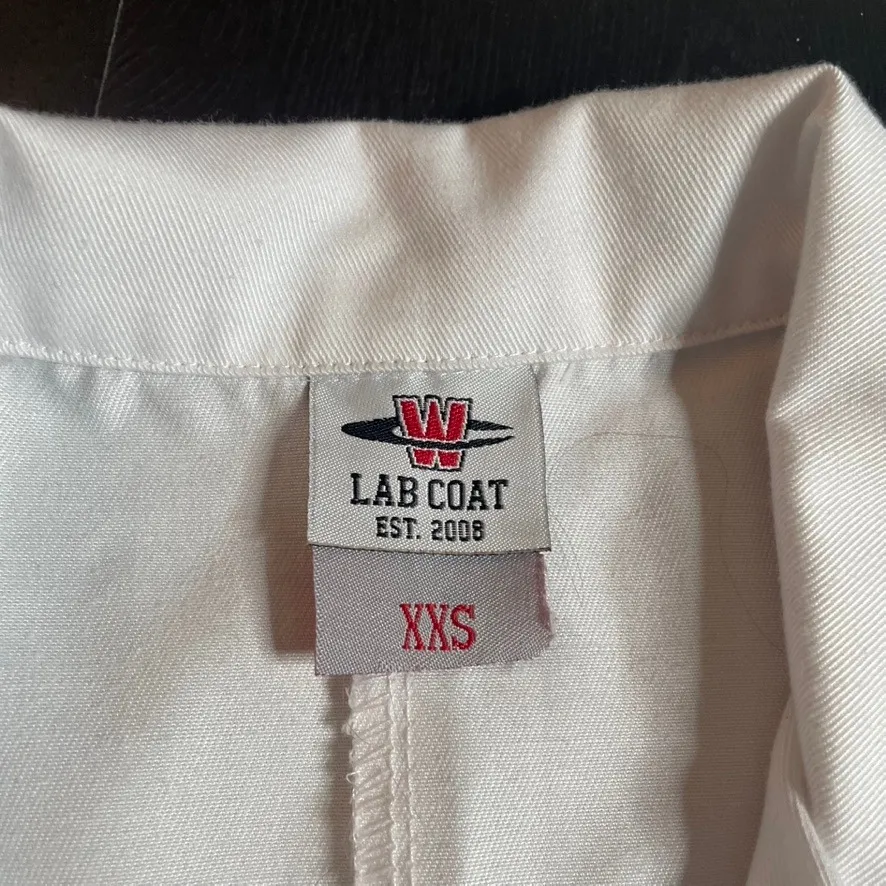 W
LAB COAT
EST. 2008
XXS